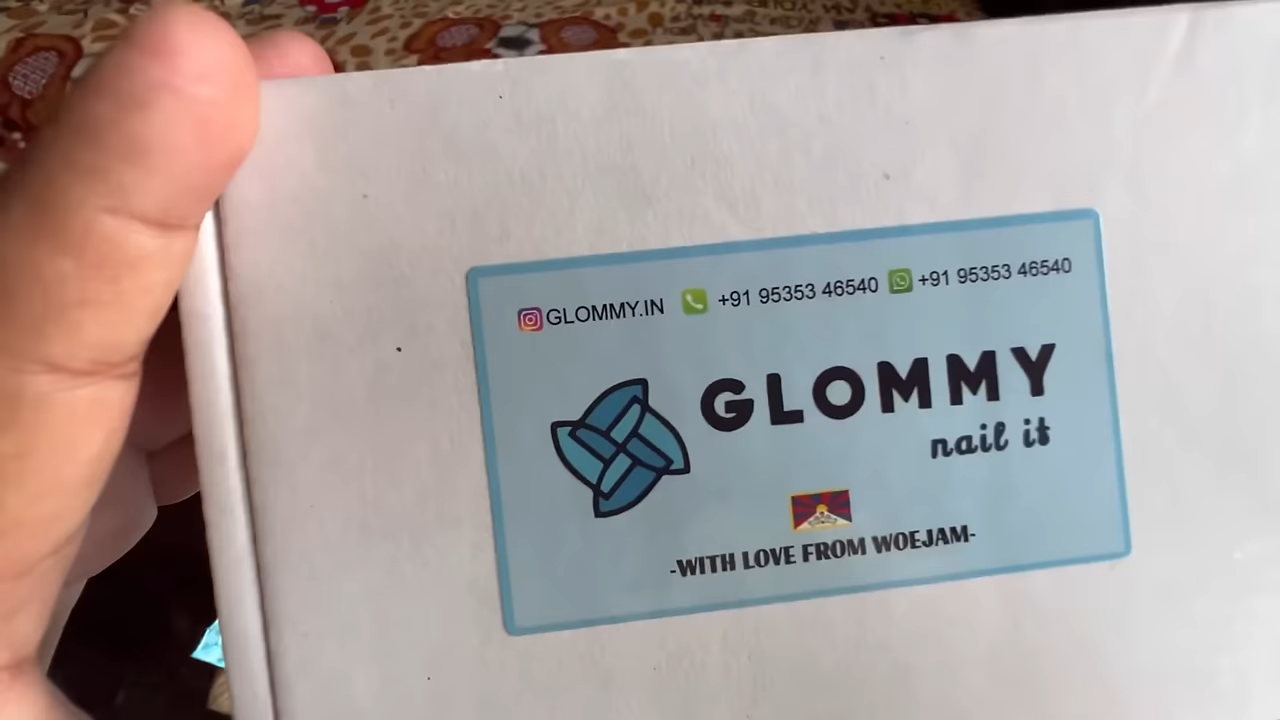 GLOMMY.IN +91 95353 46540 +91 95353 46540
GLOMMY
nail it
-WITH LOVE FROM WOEJAM-